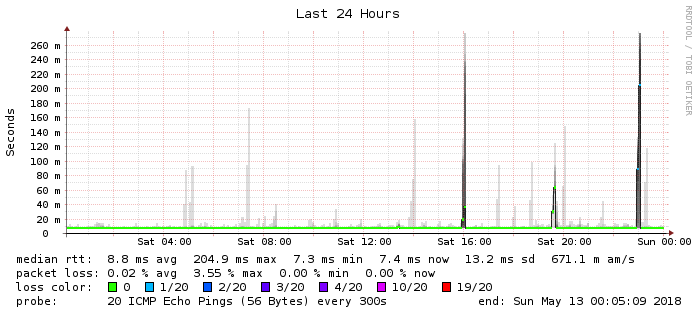 Last 24 Hours
RRDTOOL / TOBI OETIKER
Seconds
260 m
240 m
220 m
200 m
180 m
160 m
140 m
120 m
100 m
80 m
60 m
40 m
20 m
0
Sat 04:00 Sat 08:00 Sat 12:00 Sat 16:00 Sat 20:00 Sun 00:00
median rtt: 8.8 ms avg 204.9 ms max 7.3 ms min 7.4 ms now 13.2 ms sd 671.1 m am/s
packet loss: 0.02 % avg 3.55 % max 0.00 % min 0.00 % now
loss color: 0 1/20 2/20 3/20 4/20 10/20 19/20
probe: 20 ICMP Echo Pings (56 Bytes) every 300s end: Sun May 13 00:05:09 2018